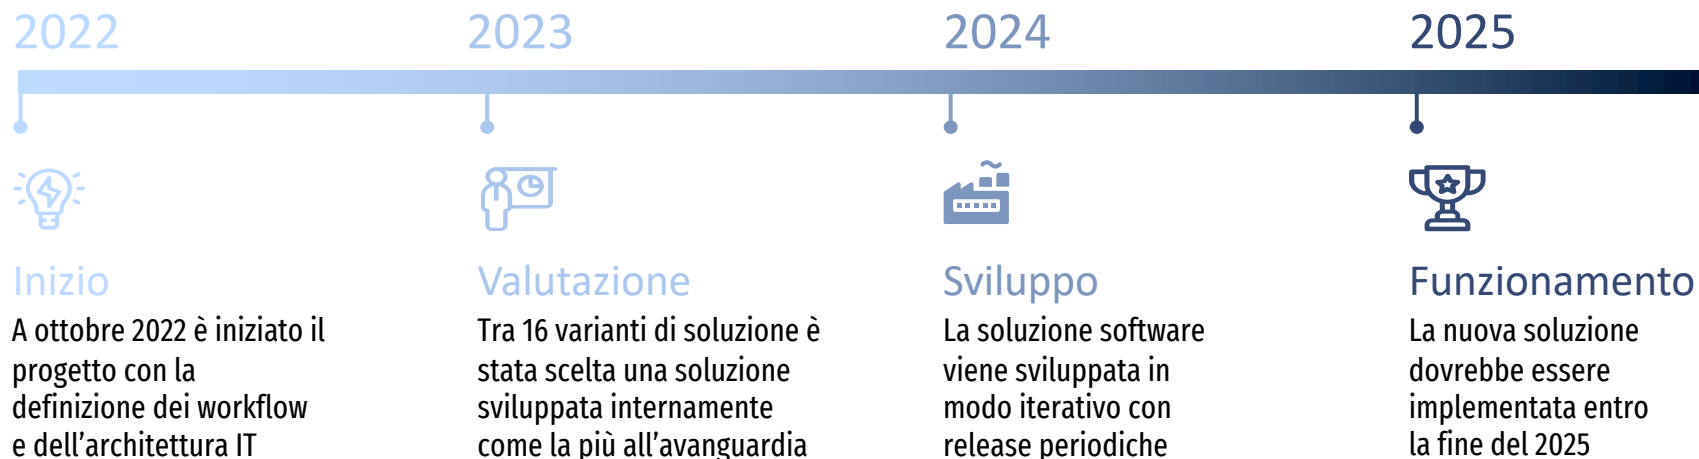 2022
2023
2024
2025
Inizio
A ottobre 2022 è iniziato il
progetto con la
definizione dei workflow
e dell'architettura IT
Valutazione
Tra 16 varianti di soluzione è
stata scelta una soluzione
sviluppata internamente
come la più all'avanguardia
Sviluppo
La soluzione software
viene sviluppata in
modo iterativo con
release periodiche
Funzionamento
La nuova soluzione
dovrebbe essere
implementata entro
la fine del 2025